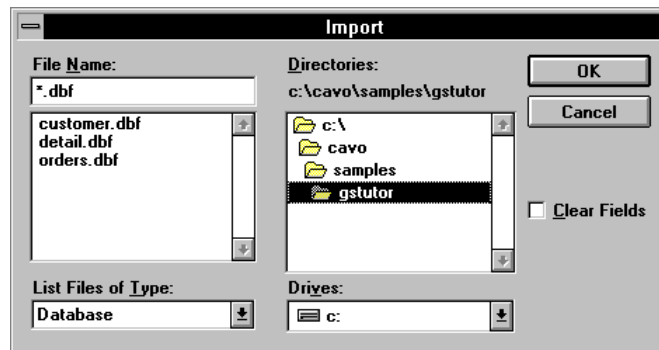 Import
File Name:
*.dbf
customer.dbf
detail.dbf
orders.dbf
List Files of Type:
Database
Directories:
c:\cavo\samples\gstutor
c:\
cavo
samples
gstutor
Drives:
c:
OK
Cancel
Clear Fields